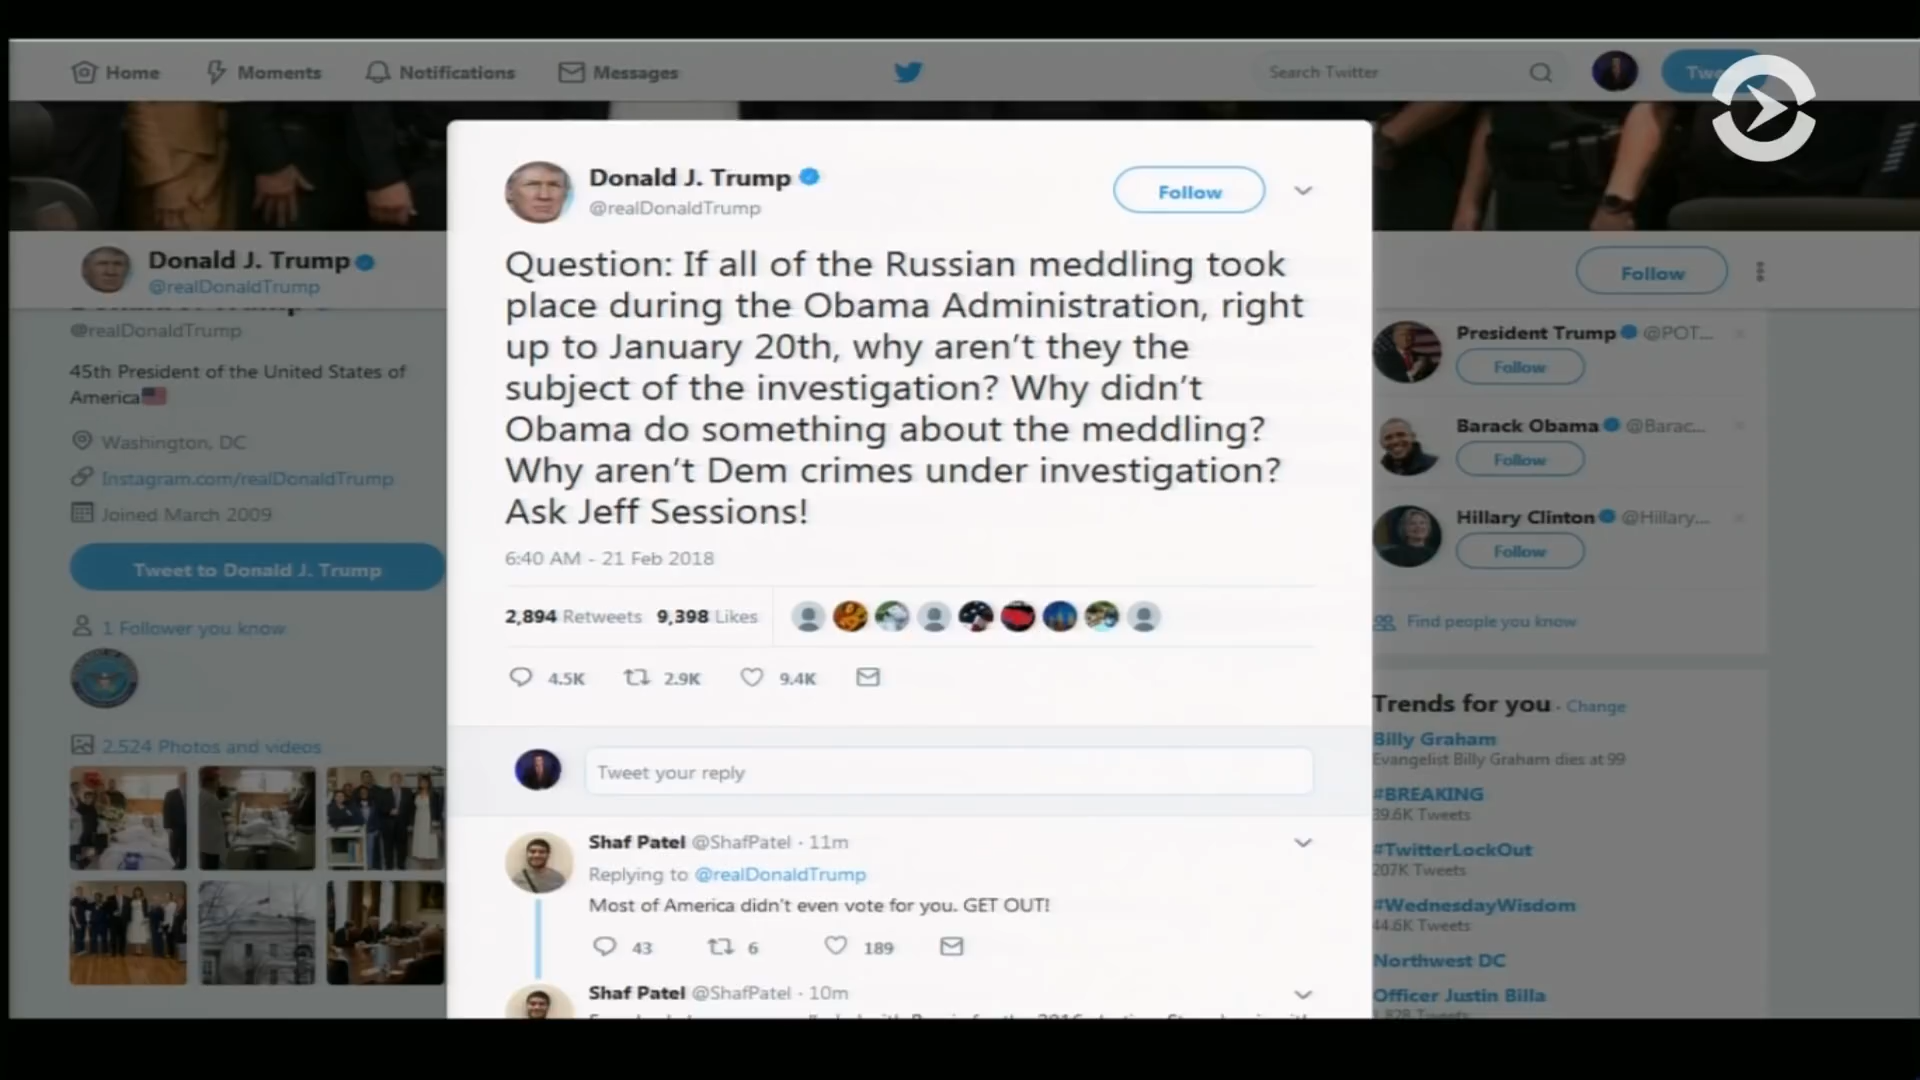 Home
Moments
Notifications
Messages
Search Twitter
Donald J. Trump
@realDonaldTrump
@realDonaldTrump
45th President of the United States of
America
Washington, DC
Instagram.com/realDonaldTrump
Joined March 2009
Tweet to Donald J. Trump
1 Follower you know
2,524 Photos and videos
Donald J. Trump
@realDonaldTrump
Follow
Question: If all of the Russian meddling took
place during the Obama Administration, right
up to January 20th, why aren't they the
subject of the investigation? Why didn't
Obama do something about the meddling?
Why aren't Dem crimes under investigation?
Ask Jeff Sessions!
6:40 AM - 21 Feb 2018
2,894 Retweets 9,398 Likes
4.5K 2.9K 9.4K
Tweet your reply
Shaf Patel @ShafPatel · 11m
Replying to @realDonaldTrump
Most of America didn't even vote for you. GET OUT!
43 6 189
Shaf Patel @ShafPatel · 10m
Follow
President Trump @POT...
Follow
Barack Obama @Barac...
Follow
Hillary Clinton @Hillary...
Follow
Find people you know
Trends for you · Change
Billy Graham
Evangelist Billy Graham dies at 99
#BREAKING
39.6K Tweets
#TwitterLockOut
207K Tweets
#WednesdayWisdom
44.6K Tweets
Northwest DC
Officer Justin Billa